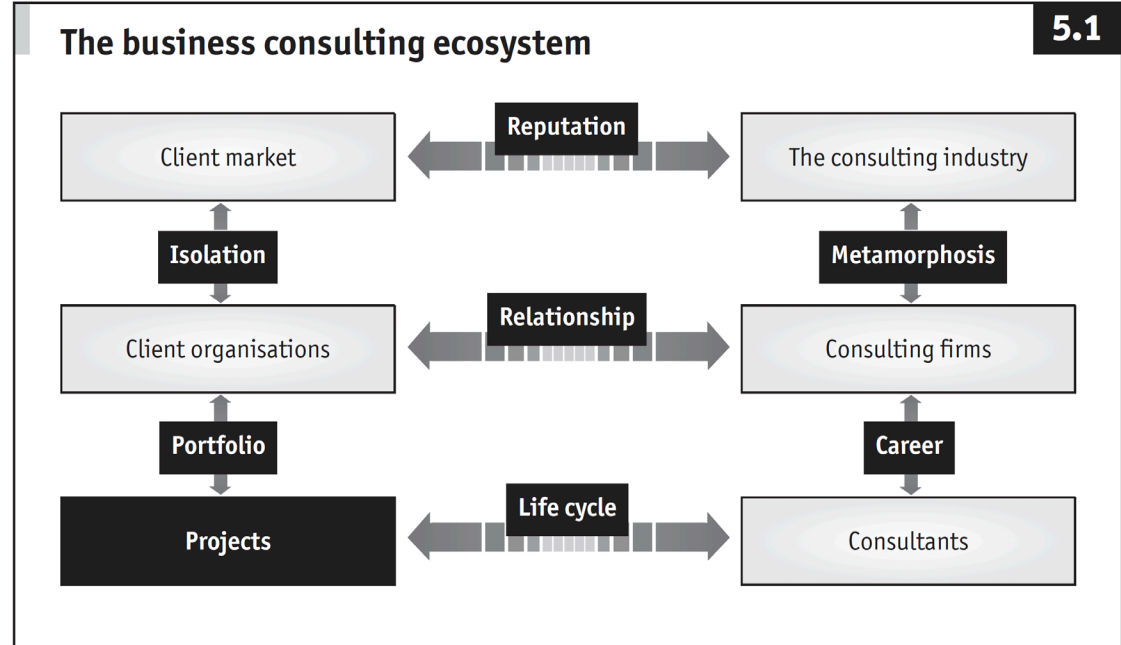 The business consulting ecosystem
5.1
Client market
Reputation
The consulting industry
Isolation
Metamorphosis
Client organisations
Relationship
Consulting firms
Portfolio
Career
Projects
Life cycle
Consultants